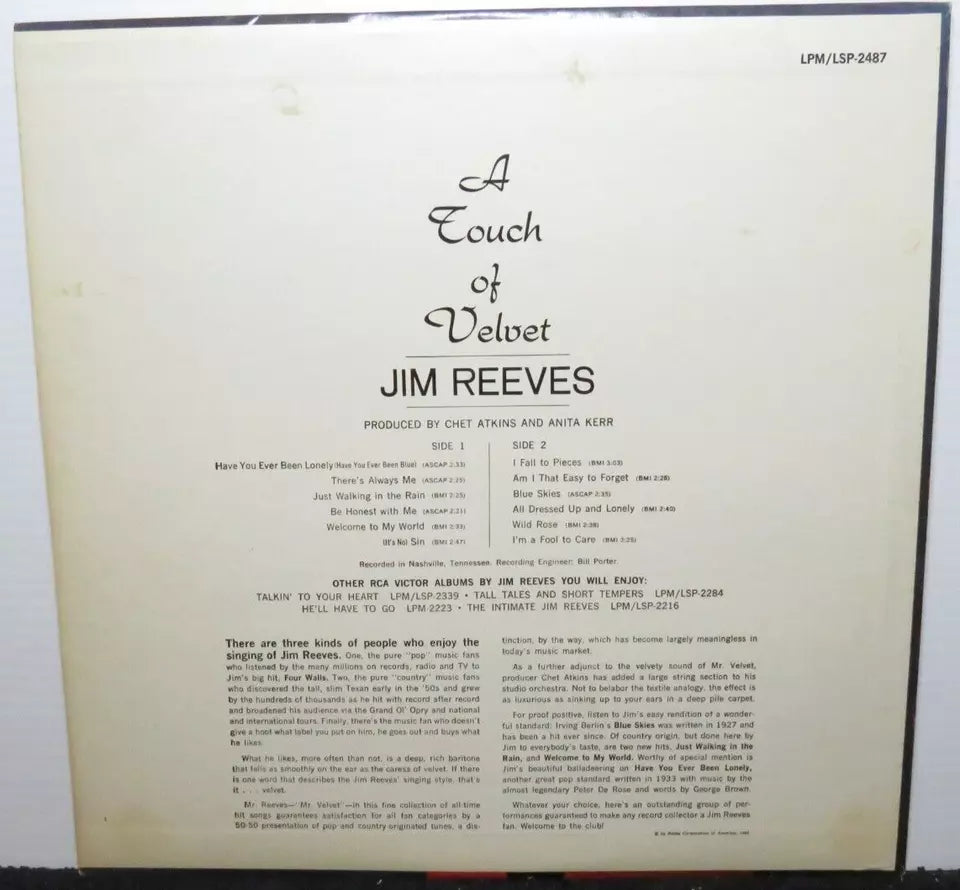 LPM/LSP-2487
A
Touch
of
Velvet
JIM REEVES
PRODUCED BY CHET ATKINS AND ANITA KERR
SIDE 1
Have You Ever Been Lonely (Have You Ever Been Blue) (ASCAP 2:33)
There's Always Me (ASCAP 2:25)
Just Walking in the Rain (BMI 2:25)
Be Honest with Me (ASCAP 2:21)
Welcome to My World (BMI 2:33)
(It's No) Sin (BMI 2:47)
SIDE 2
I Fall to Pieces (BMI 3:03)
Am I That Easy to Forget (BMI 2:28)
Blue Skies (ASCAP 2:35)
All Dressed Up and Lonely (BMI 2:40)
Wild Rose (BMI 2:38)
I'm a Fool to Care (BMI 3:25)
Recorded in Nashville, Tennessee. Recording Engineer: Bill Porter.
OTHER RCA VICTOR ALBUMS BY JIM REEVES YOU WILL ENJOY:
TALKIN' TO YOUR HEART LPM/LSP-2339 • TALL TALES AND SHORT TEMPERS LPM/LSP-2284
HE'LL HAVE TO GO LPM-2223 • THE INTIMATE JIM REEVES LPM/LSP-2216
There are three kinds of people who enjoy the
singing of Jim Reeves. One, the pure "pop" music fans
who listened by the many millions on records, radio and TV to
Jim's big hit, Four Walls. Two, the pure "country" music fans
who discovered the tall, slim Texan early in the '50s and grew
by the hundreds of thousands as he hit with record after record
and broadened his audience via the Grand Ol' Opry and national
and international tours. Finally, there's the music fan who doesn't
give a hoot what label you put on him, he goes out and buys what
he likes.
What he likes, more often than not, is a deep, rich baritone
that falls as smoothly on the ear as the caress of velvet. If there
is one word that describes the Jim Reeves' singing style, that's
it . . . velvet.
Mr. Reeves—"Mr. Velvet"—in this fine collection of all-time
hit songs guarantees satisfaction for all fan categories by a
50-50 presentation of pop and country-originated tunes, a dis-
tinction, by the way, which has become largely meaningless in
today's music market.
As a further adjunct to the velvety sound of Mr. Velvet,
producer Chet Atkins has added a large string section to his
studio orchestra. Not to belabor the textile analogy, the effect is
as luxurious as sinking up to your ears in a deep pile carpet.
For proof positive, listen to Jim's easy rendition of a wonder-
ful standard: Irving Berlin's Blue Skies was written in 1927 and
has been a hit ever since. Of country origin, but done here by
Jim to everybody's taste, are two new hits, Just Walking in the
Rain, and Welcome to My World. Worthy of special mention is
Jim's beautiful balladeering on Have You Ever Been Lonely,
another great pop standard written in 1933 with music by the
almost legendary Peter De Rose and words by George Brown.
Whatever your choice, here's an outstanding group of per-
formances guaranteed to make any record collector a Jim Reeves
fan. Welcome to the club!
© by Radio Corporation of America,